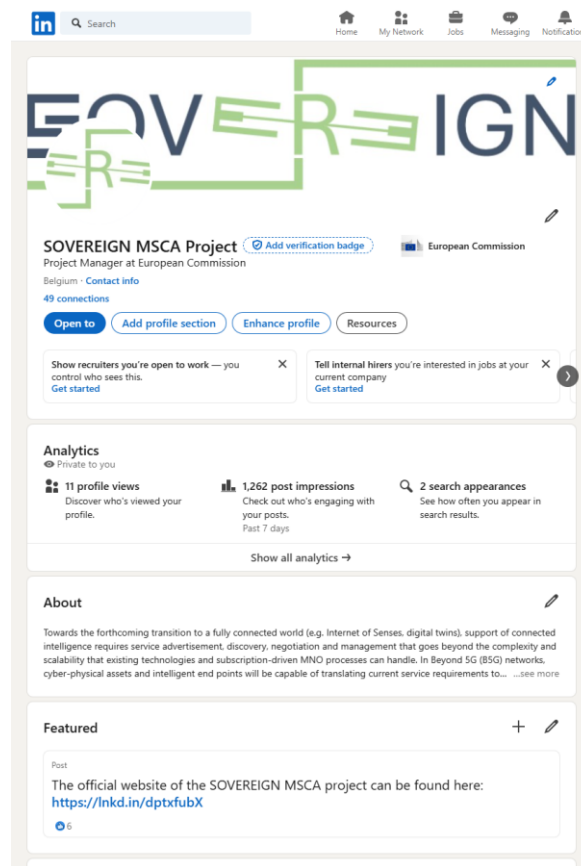 in
Search
Home
My Network
Jobs
Messaging
Notification
SOVEREIGN
ERE
SOVEREIGN MSCA Project
Add verification badge
European Commission
Project Manager at European Commission
Belgium · Contact info
49 connections
Open to
Add profile section
Enhance profile
Resources
Show recruiters you're open to work — you
control who sees this.
Get started
Tell internal hirers you're interested in jobs at your
current company
Get started
Analytics
Private to you
11 profile views
Discover who's viewed your
profile.
1,262 post impressions
Check out who's engaging with
your posts.
Past 7 days
2 search appearances
See how often you appear in
search results.
Show all analytics →
About
Towards the forthcoming transition to a fully connected world (e.g. Internet of Senses, digital twins), support of connected
intelligence requires service advertisement, discovery, negotiation and management that goes beyond the complexity and
scalability that existing technologies and subscription-driven MNO processes can handle. In Beyond 5G (B5G) networks,
cyber-physical assets and intelligent end points will be capable of translating current service requirements to... ...see more
Featured
Post
The official website of the SOVEREIGN MSCA project can be found here:
https://lnkd.in/dptxfubX
6